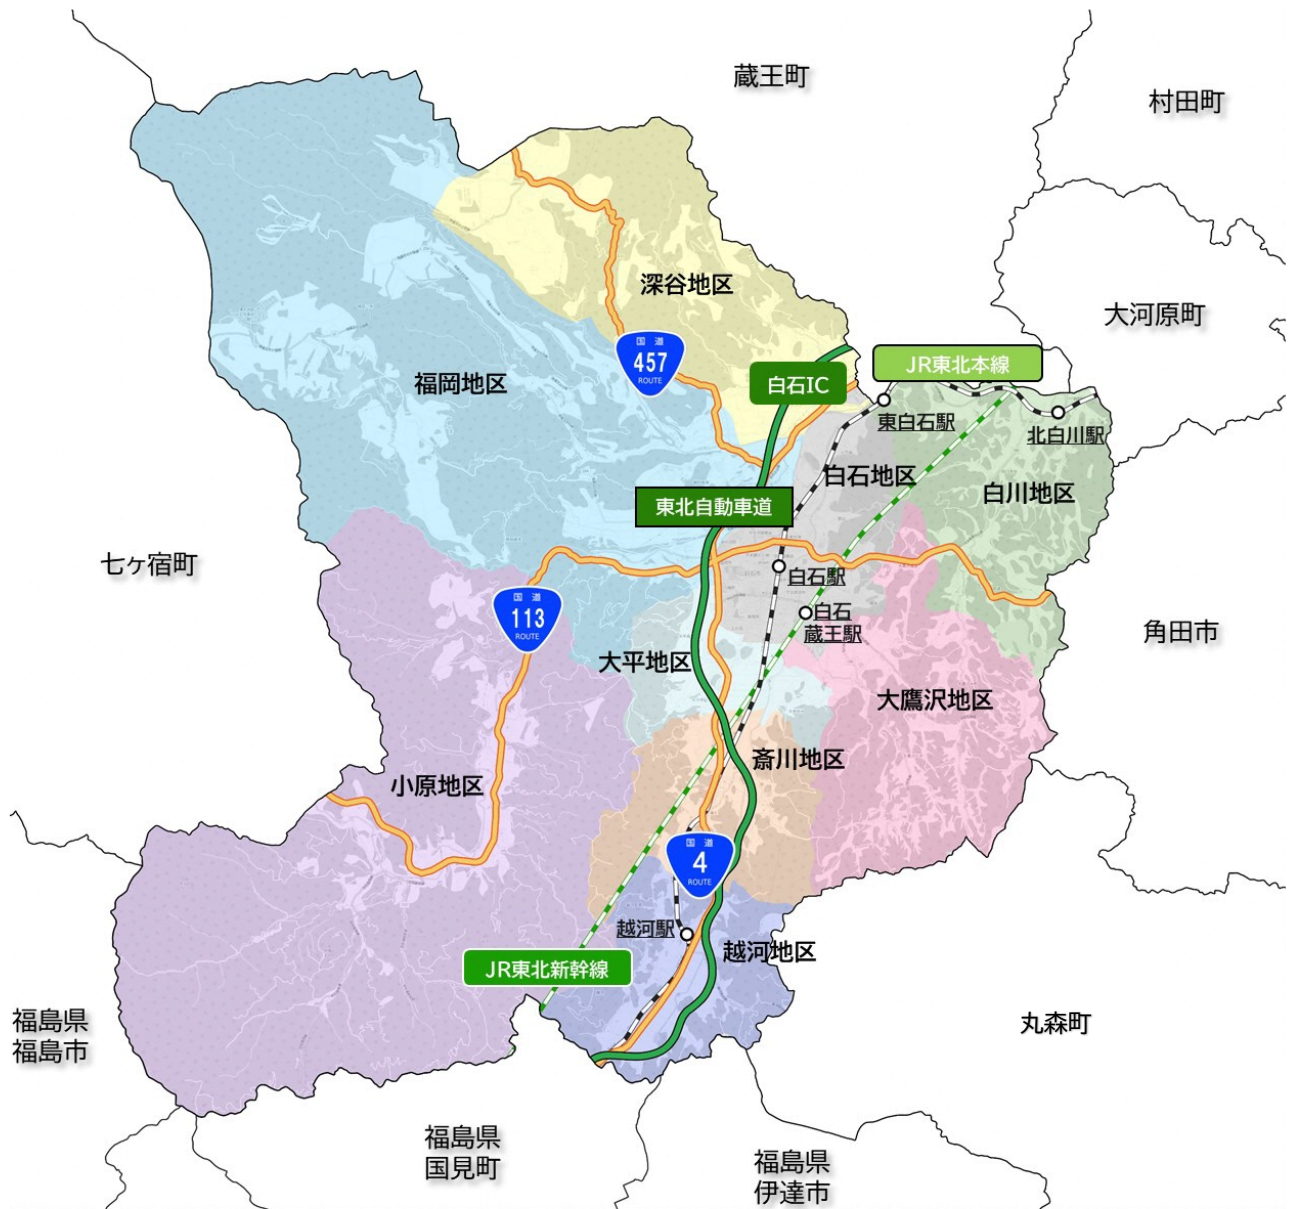 蔵王町
村田町
深谷地区
大河原町
国道
457
ROUTE
JR東北本線
福岡地区
白石IC
東白石駅
北白川駅
白石地区
白川地区
東北自動車道
七ヶ宿町
白石駅
国道
113
ROUTE
白石
蔵王駅
角田市
大平地区
大鷹沢地区
斎川地区
小原地区
国道
4
ROUTE
越河駅
越河地区
JR東北新幹線
福島県
福島市
丸森町
福島県
国見町
福島県
伊達市